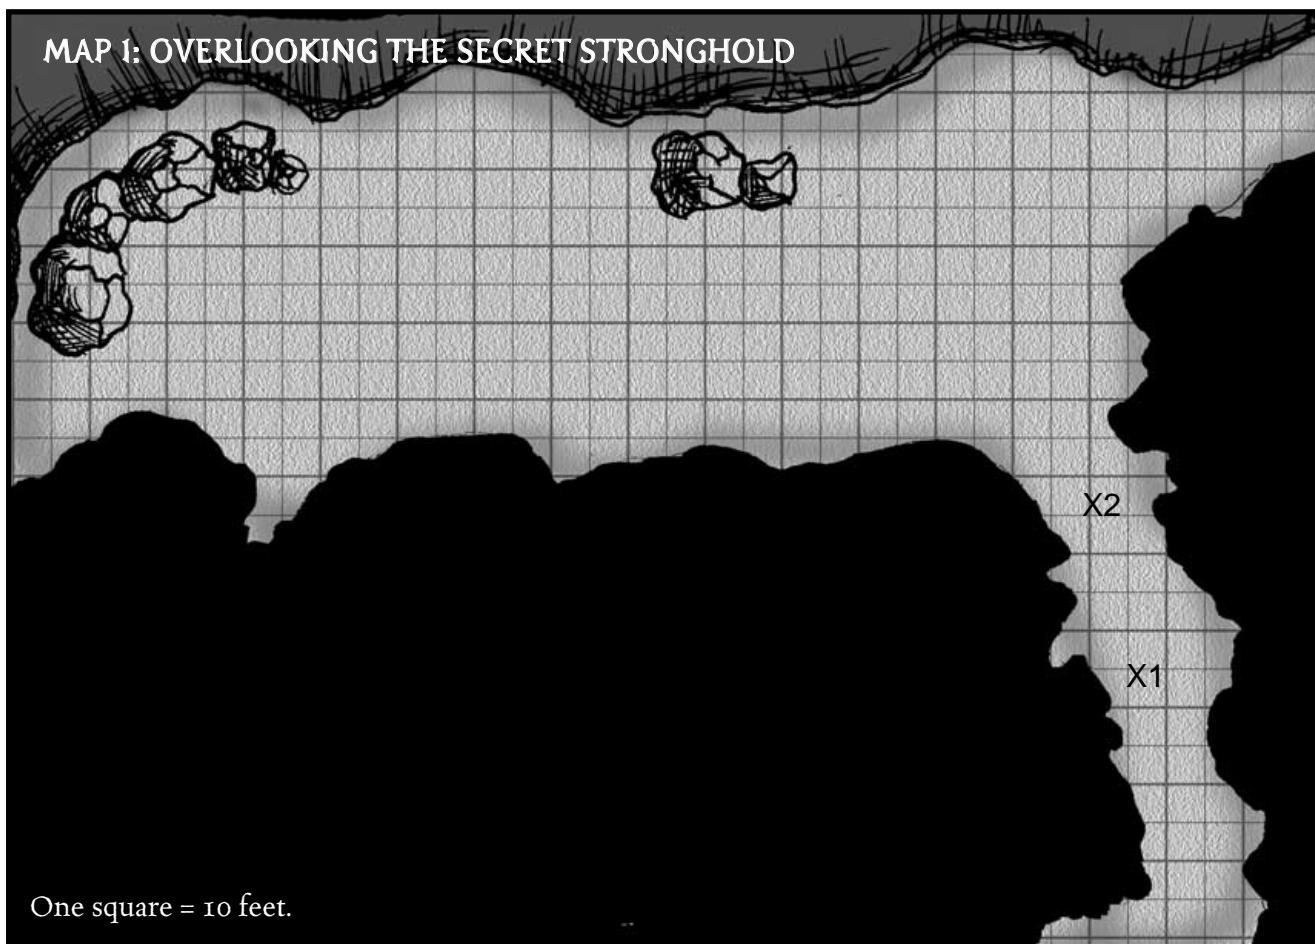 MAP 1: OVERLOOKING THE SECRET STRONGHOLD
X2
X1
One square = 10 feet.